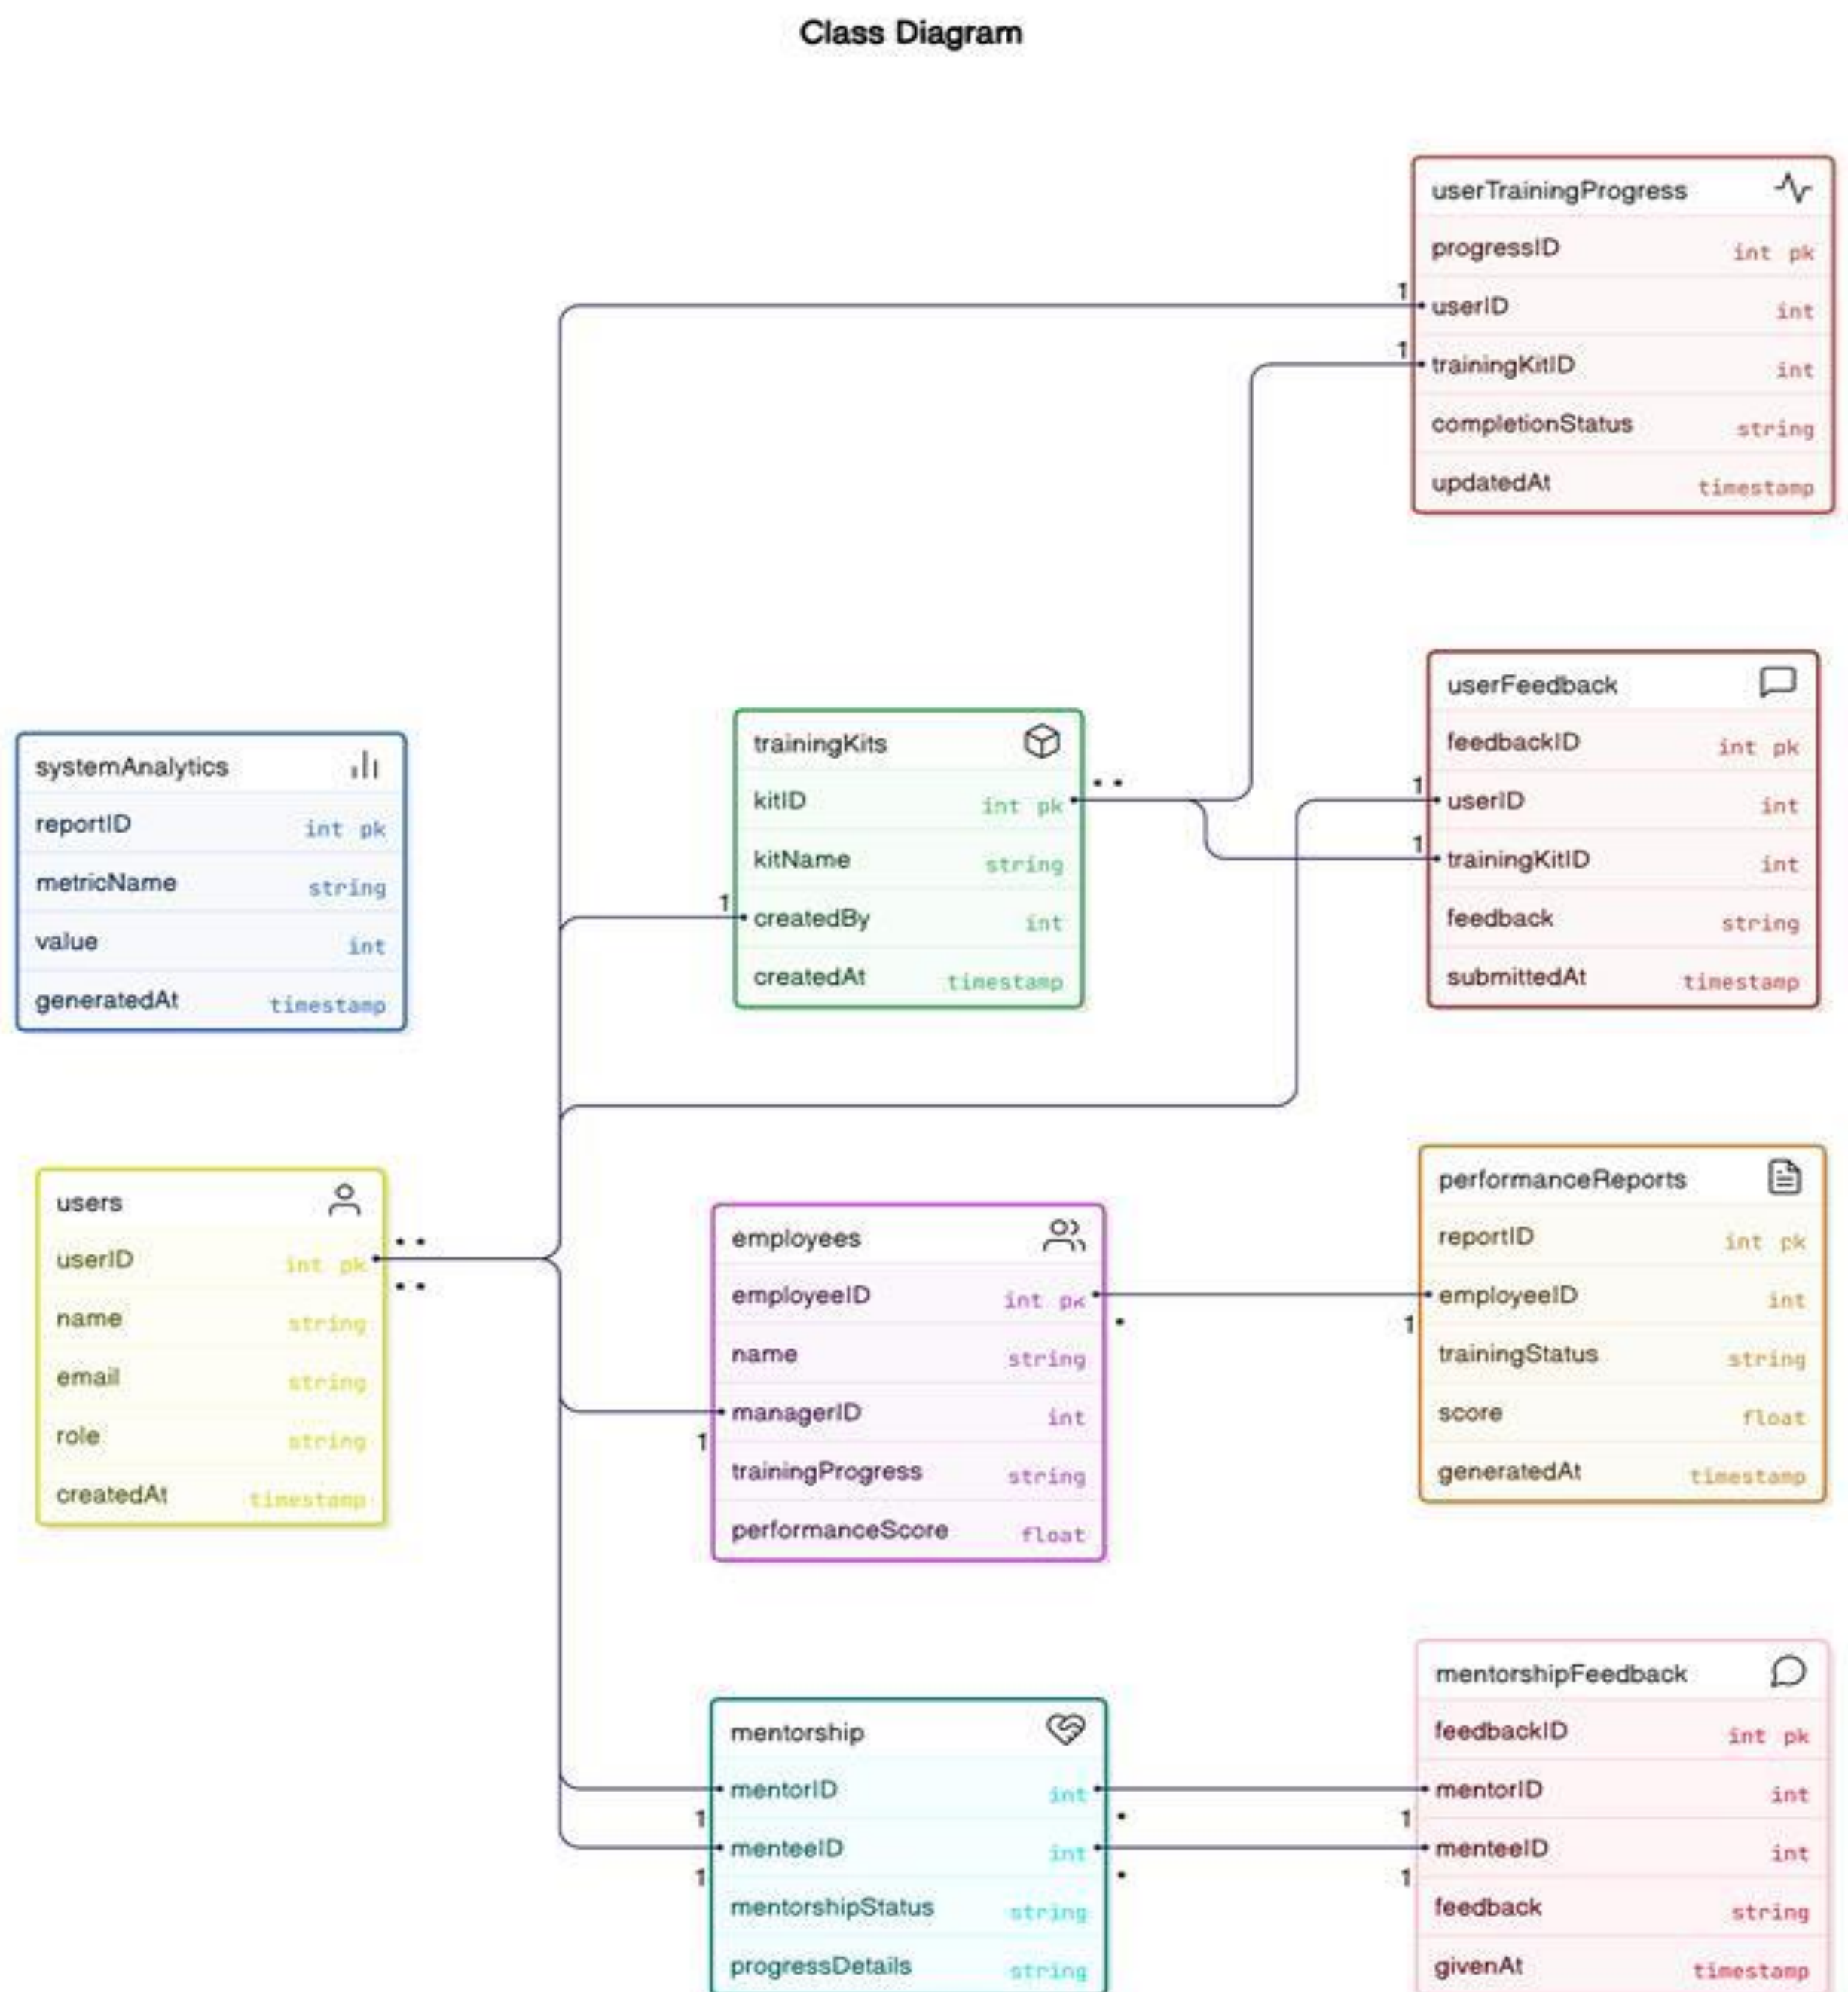 Class Diagram
userTrainingProgress
progressID int pk
1
userID int
1
trainingKitID int
completionStatus string
updatedAt timestamp
userFeedback
feedbackID int pk
1
userID int
1
trainingKitID int
feedback string
submittedAt timestamp
trainingKits
kitID int pk
kitName string
1
createdBy int
createdAt timestamp
systemAnalytics
reportID int pk
metricName string
value int
generatedAt timestamp
users
userID int pk
name string
email string
role string
createdAt timestamp
employees
employeeID int pk
name string
managerID int
1
trainingProgress string
performanceScore float
performanceReports
reportID int pk
employeeID int
1
trainingStatus string
score float
generatedAt timestamp
mentorship
mentorID int
1
menteeID int
1
mentorshipStatus string
progressDetails string
mentorshipFeedback
feedbackID int pk
mentorID int
1
menteeID int
1
feedback string
givenAt timestamp